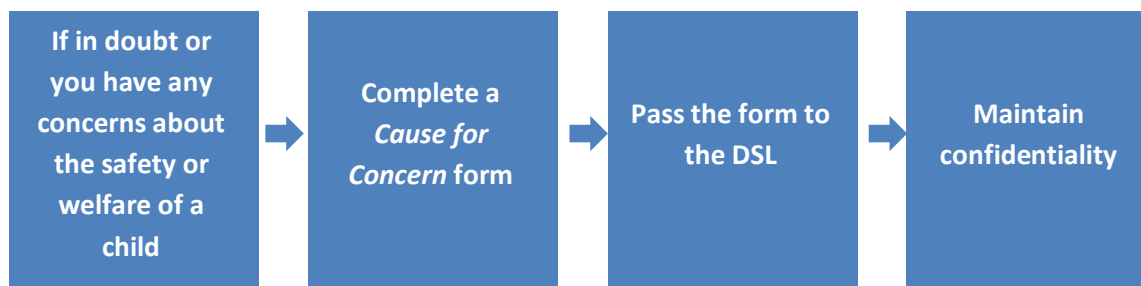 If in doubt or
you have any
concerns about
the safety or
welfare of a
child
Complete a
Cause for
Concern form
Pass the form to
the DSL
Maintain
confidentiality